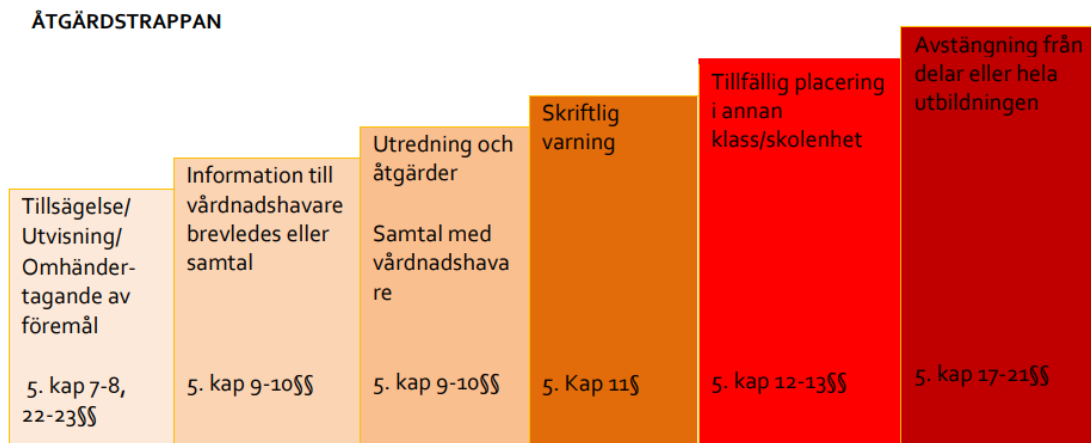 ÅTGÄRDSTRAPPAN
Tillsägelse/
Utvisning/
Omhänder-
tagande av
föremål
5. kap 7-8,
22-23§§
Information till
vårdnadshavare
brevledes eller
samtal
5. kap 9-10§§
Utredning och
åtgärder
Samtal med
vårdnadshava
re
5. kap 9-10§§
Skriftlig
varning
5. Kap 11§
Tillfällig placering
i annan
klass/skolenhet
5. kap 12-13§§
Avstängning från
delar eller hela
utbildningen
5. kap 17-21§§